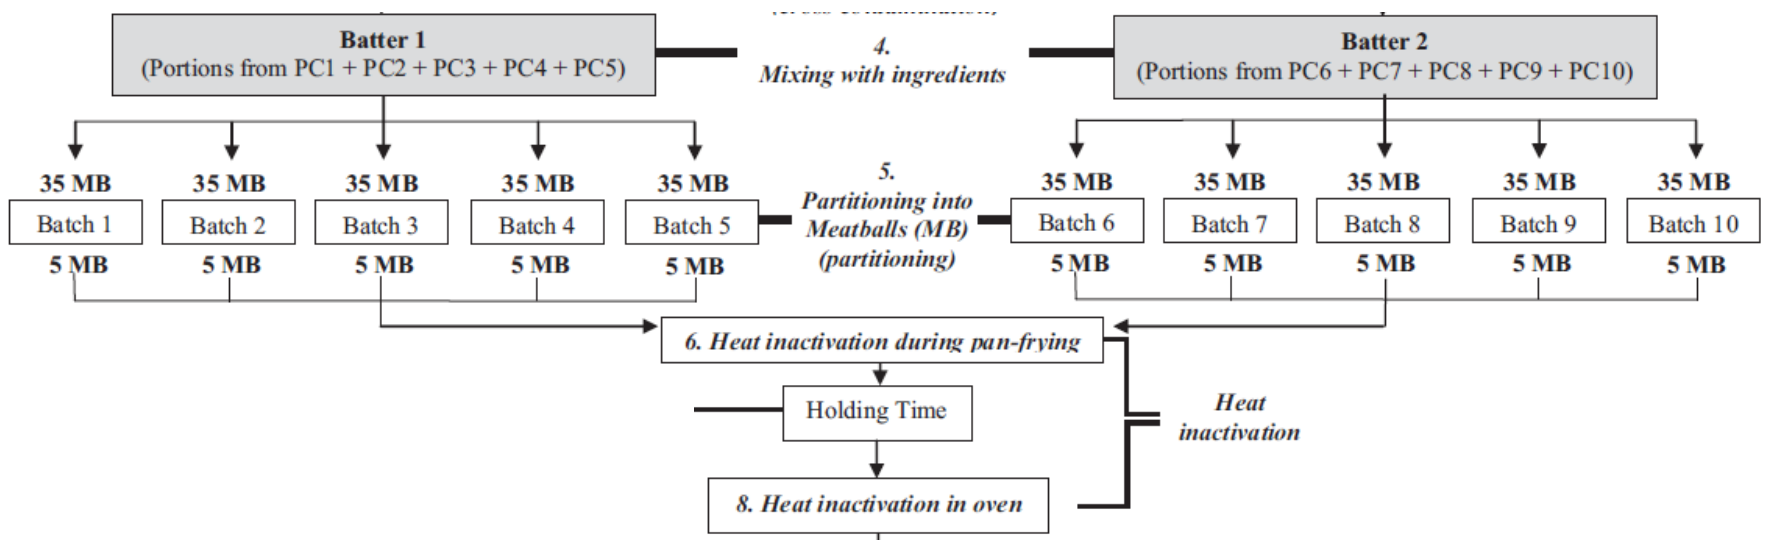 Batter 1
(Portions from PC1 + PC2 + PC3 + PC4 + PC5)
4.
Mixing with ingredients
Batter 2
(Portions from PC6 + PC7 + PC8 + PC9 + PC10)
35 MB 35 MB 35 MB 35 MB 35 MB
Batch 1 Batch 2 Batch 3 Batch 4 Batch 5
5 MB 5 MB 5 MB 5 MB 5 MB
5.
Partitioning into
Meatballs (MB)
(partitioning)
35 MB 35 MB 35 MB 35 MB 35 MB
Batch 6 Batch 7 Batch 8 Batch 9 Batch 10
5 MB 5 MB 5 MB 5 MB 5 MB
6. Heat inactivation during pan-frying
Holding Time
Heat
inactivation
8. Heat inactivation in oven